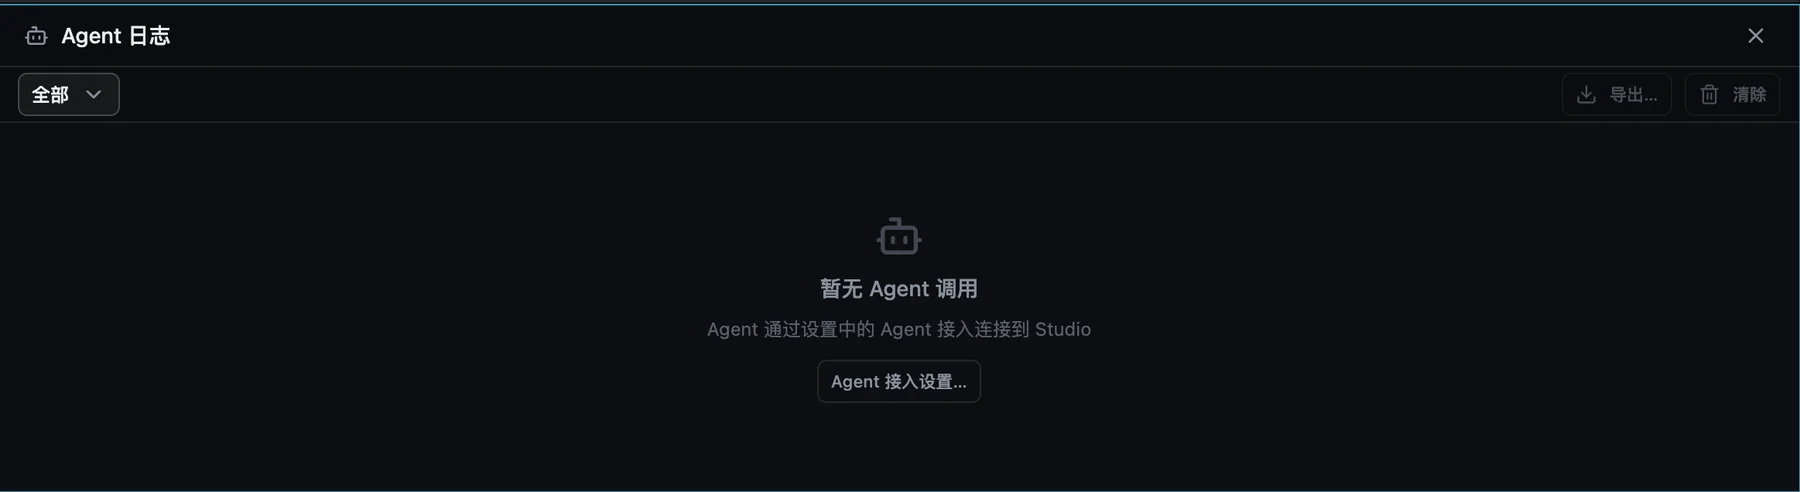 Agent 日志
全部
导出...
清除
暂无 Agent 调用
Agent 通过设置中的 Agent 接入连接到 Studio
Agent 接入设置...